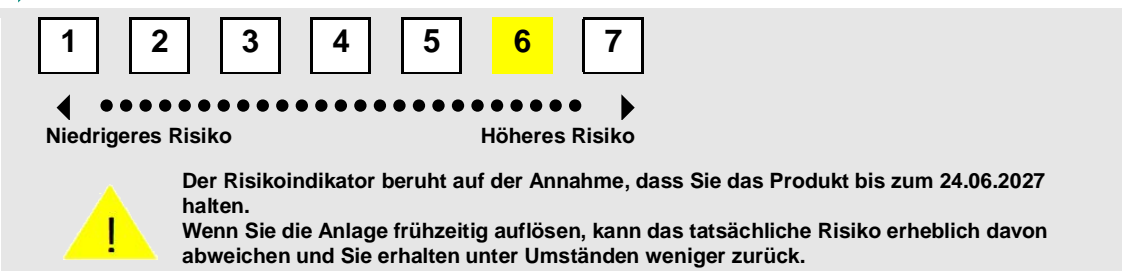 1 2 3 4 5 6 7
Niedrigeres Risiko Höheres Risiko
Der Risikoindikator beruht auf der Annahme, dass Sie das Produkt bis zum 24.06.2027
halten.
Wenn Sie die Anlage frühzeitig auflösen, kann das tatsächliche Risiko erheblich davon
abweichen und Sie erhalten unter Umständen weniger zurück.
!